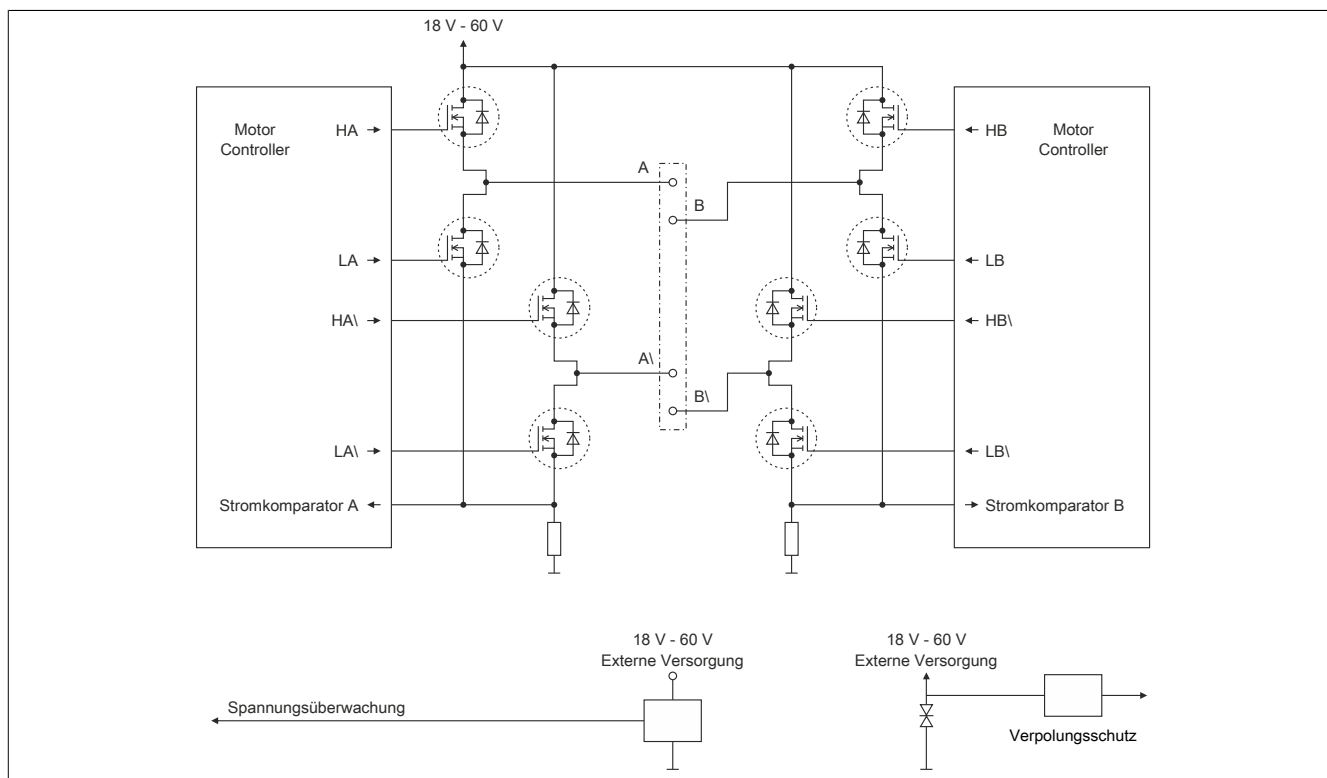 18 V - 60 V
Motor
Controller
HA
LA
HA\
LA\
Stromkomparator A
A
B
A\
B\
Motor
Controller
HB
LB
HB\
LB\
Stromkomparator B
18 V - 60 V
Externe Versorgung
Spannungsüberwachung
18 V - 60 V
Externe Versorgung
Verpolungsschutz